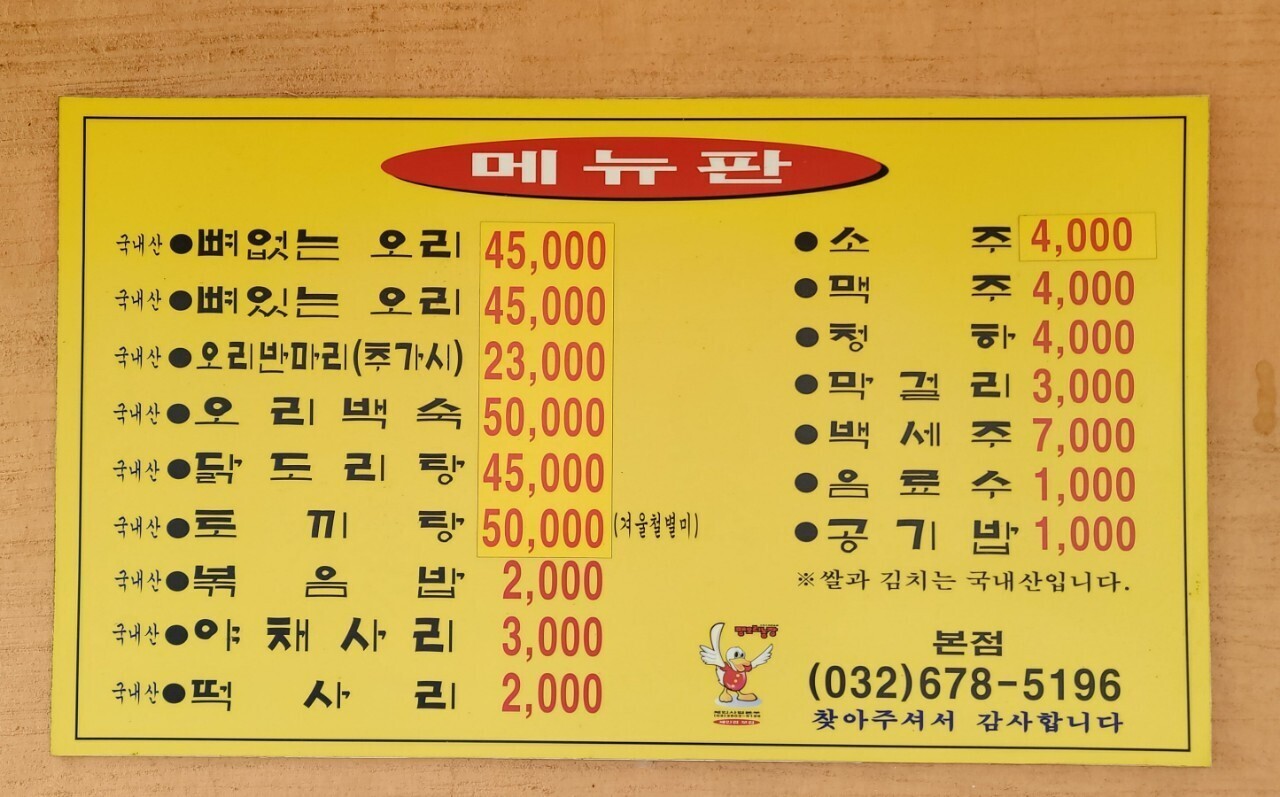 메뉴판
국내산 ●뼈없는 오리 45,000
국내산 ●뼈있는 오리 45,000
국내산 ●오리반마리(추가시) 23,000
국내산 ●오리백숙 50,000
국내산 ●닭도리탕 45,000
국내산 ●토끼탕 50,000 (겨울철별미)
국내산 ●볶음밥 2,000
국내산 ●야채사리 3,000
국내산 ●떡사리 2,000
●소주 4,000
●맥주 4,000
●청하 4,000
●막걸리 3,000
●백세주 7,000
●음료수 1,000
●공기밥 1,000
※쌀과 김치는 국내산입니다.
본점
(032)678-5196
찾아주셔서 감사합니다